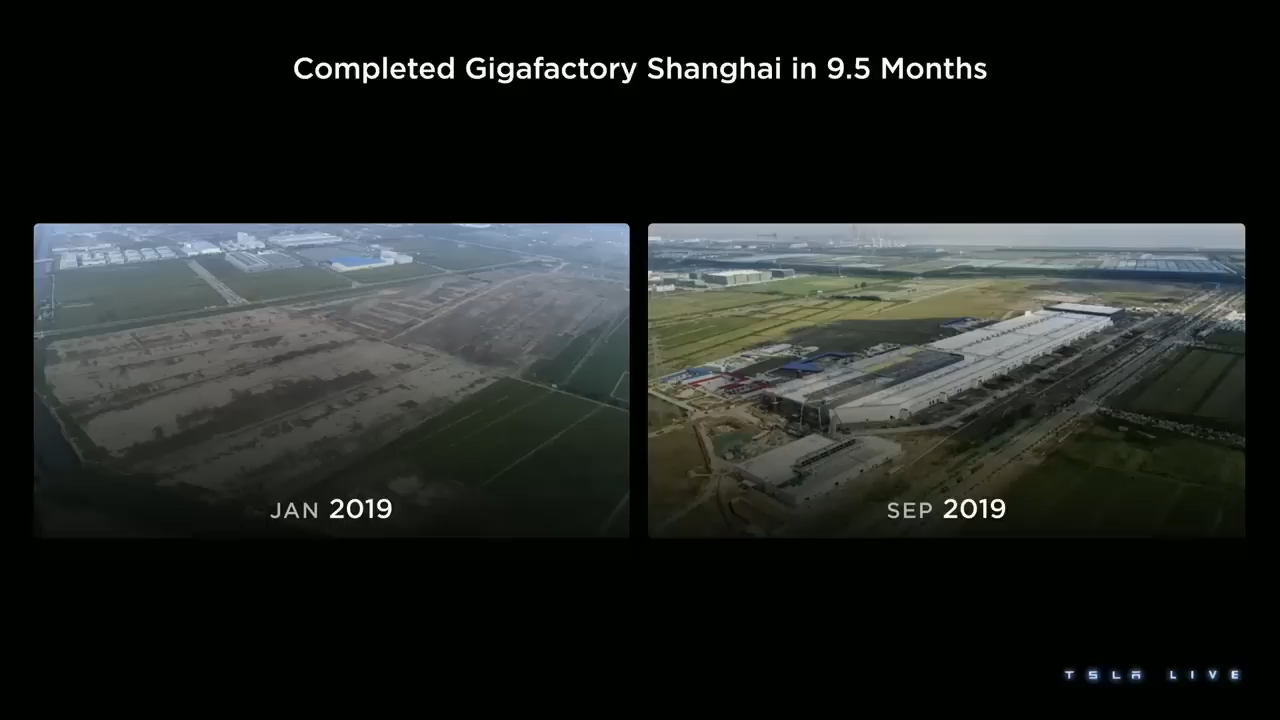 Completed Gigafactory Shanghai in 9.5 Months
JAN 2019
SEP 2019
TSLA LIVE